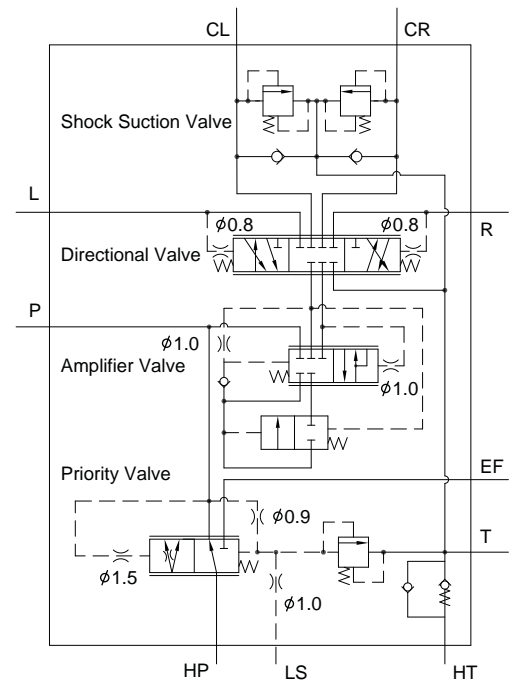 CL CR
Shock Suction Valve
L
ϕ0.8 ϕ0.8
R
Directional Valve
P
ϕ1.0
Amplifier Valve
ϕ1.0
Priority Valve
EF
ϕ0.9
T
ϕ1.5
ϕ1.0
HP LS HT